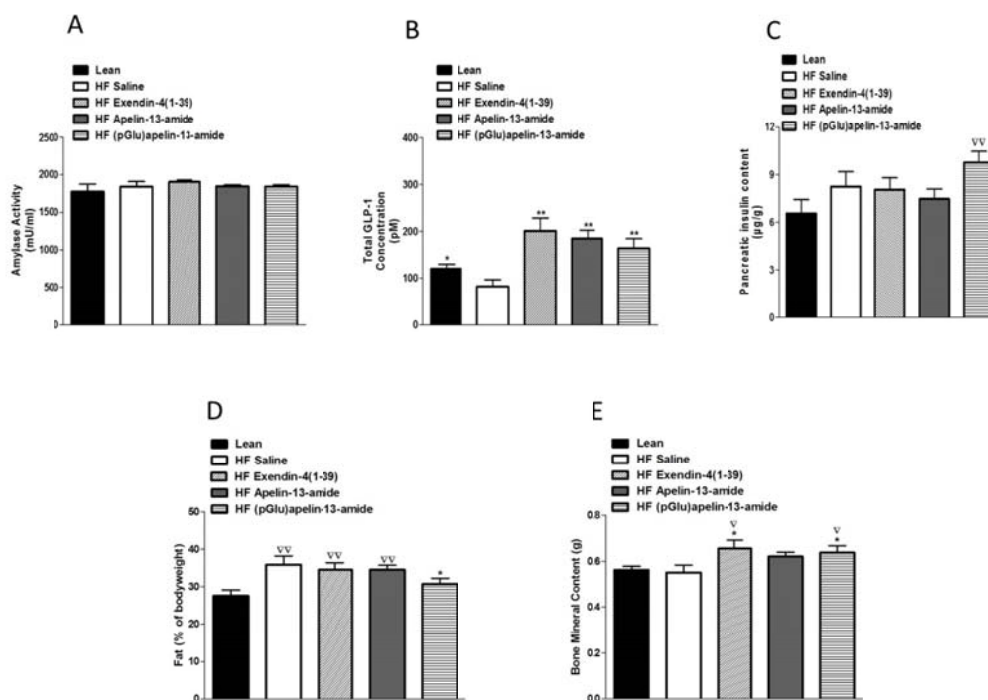 A
Lean
HF Saline
HF Exendin-4(1-39)
HF Apelin-13-amide
HF (pGlu)apelin-13-amide
2500
2000
1500
1000
500
0
Amylase Activity
(mU/ml)
B
Lean
HF Saline
HF Exendin-4(1-39)
HF Apelin-13-amide
HF (pGlu)apelin-13-amide
400
300
200
100
0
Total GLP-1
Concentration
(pM)
*
**
**
**
C
Lean
HF Saline
HF Exendin-4(1-39)
HF Apelin-13-amide
HF (pGlu)apelin-13-amide
12
9
6
3
0
Pancreatic insulin content
(µg/g)
∇∇
D
Lean
HF Saline
HF Exendin-4(1-39)
HF Apelin-13-amide
HF (pGlu)apelin-13-amide
50
40
30
20
10
0
Fat (% of bodyweight)
∇∇
∇∇
∇∇
*
E
Lean
HF Saline
HF Exendin-4(1-39)
HF Apelin-13-amide
HF (pGlu)apelin-13-amide
0.8
0.6
0.4
0.2
0.0
Bone Mineral Content (g)
∇
*
∇
*